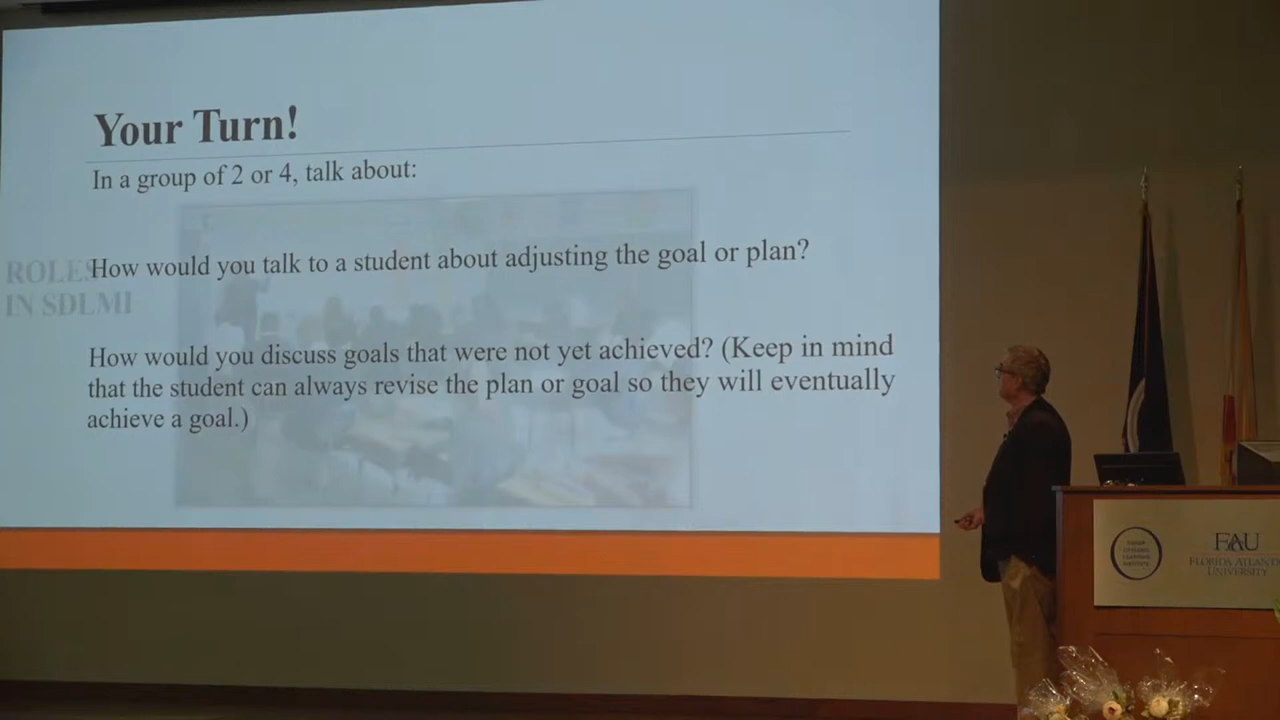 Your Turn!
In a group of 2 or 4, talk about:
ROLES
IN SDLMI
How would you talk to a student about adjusting the goal or plan?
How would you discuss goals that were not yet achieved? (Keep in mind
that the student can always revise the plan or goal so they will eventually
achieve a goal.)
FAU
FLORIDA ATLANTIC
UNIVERSITY